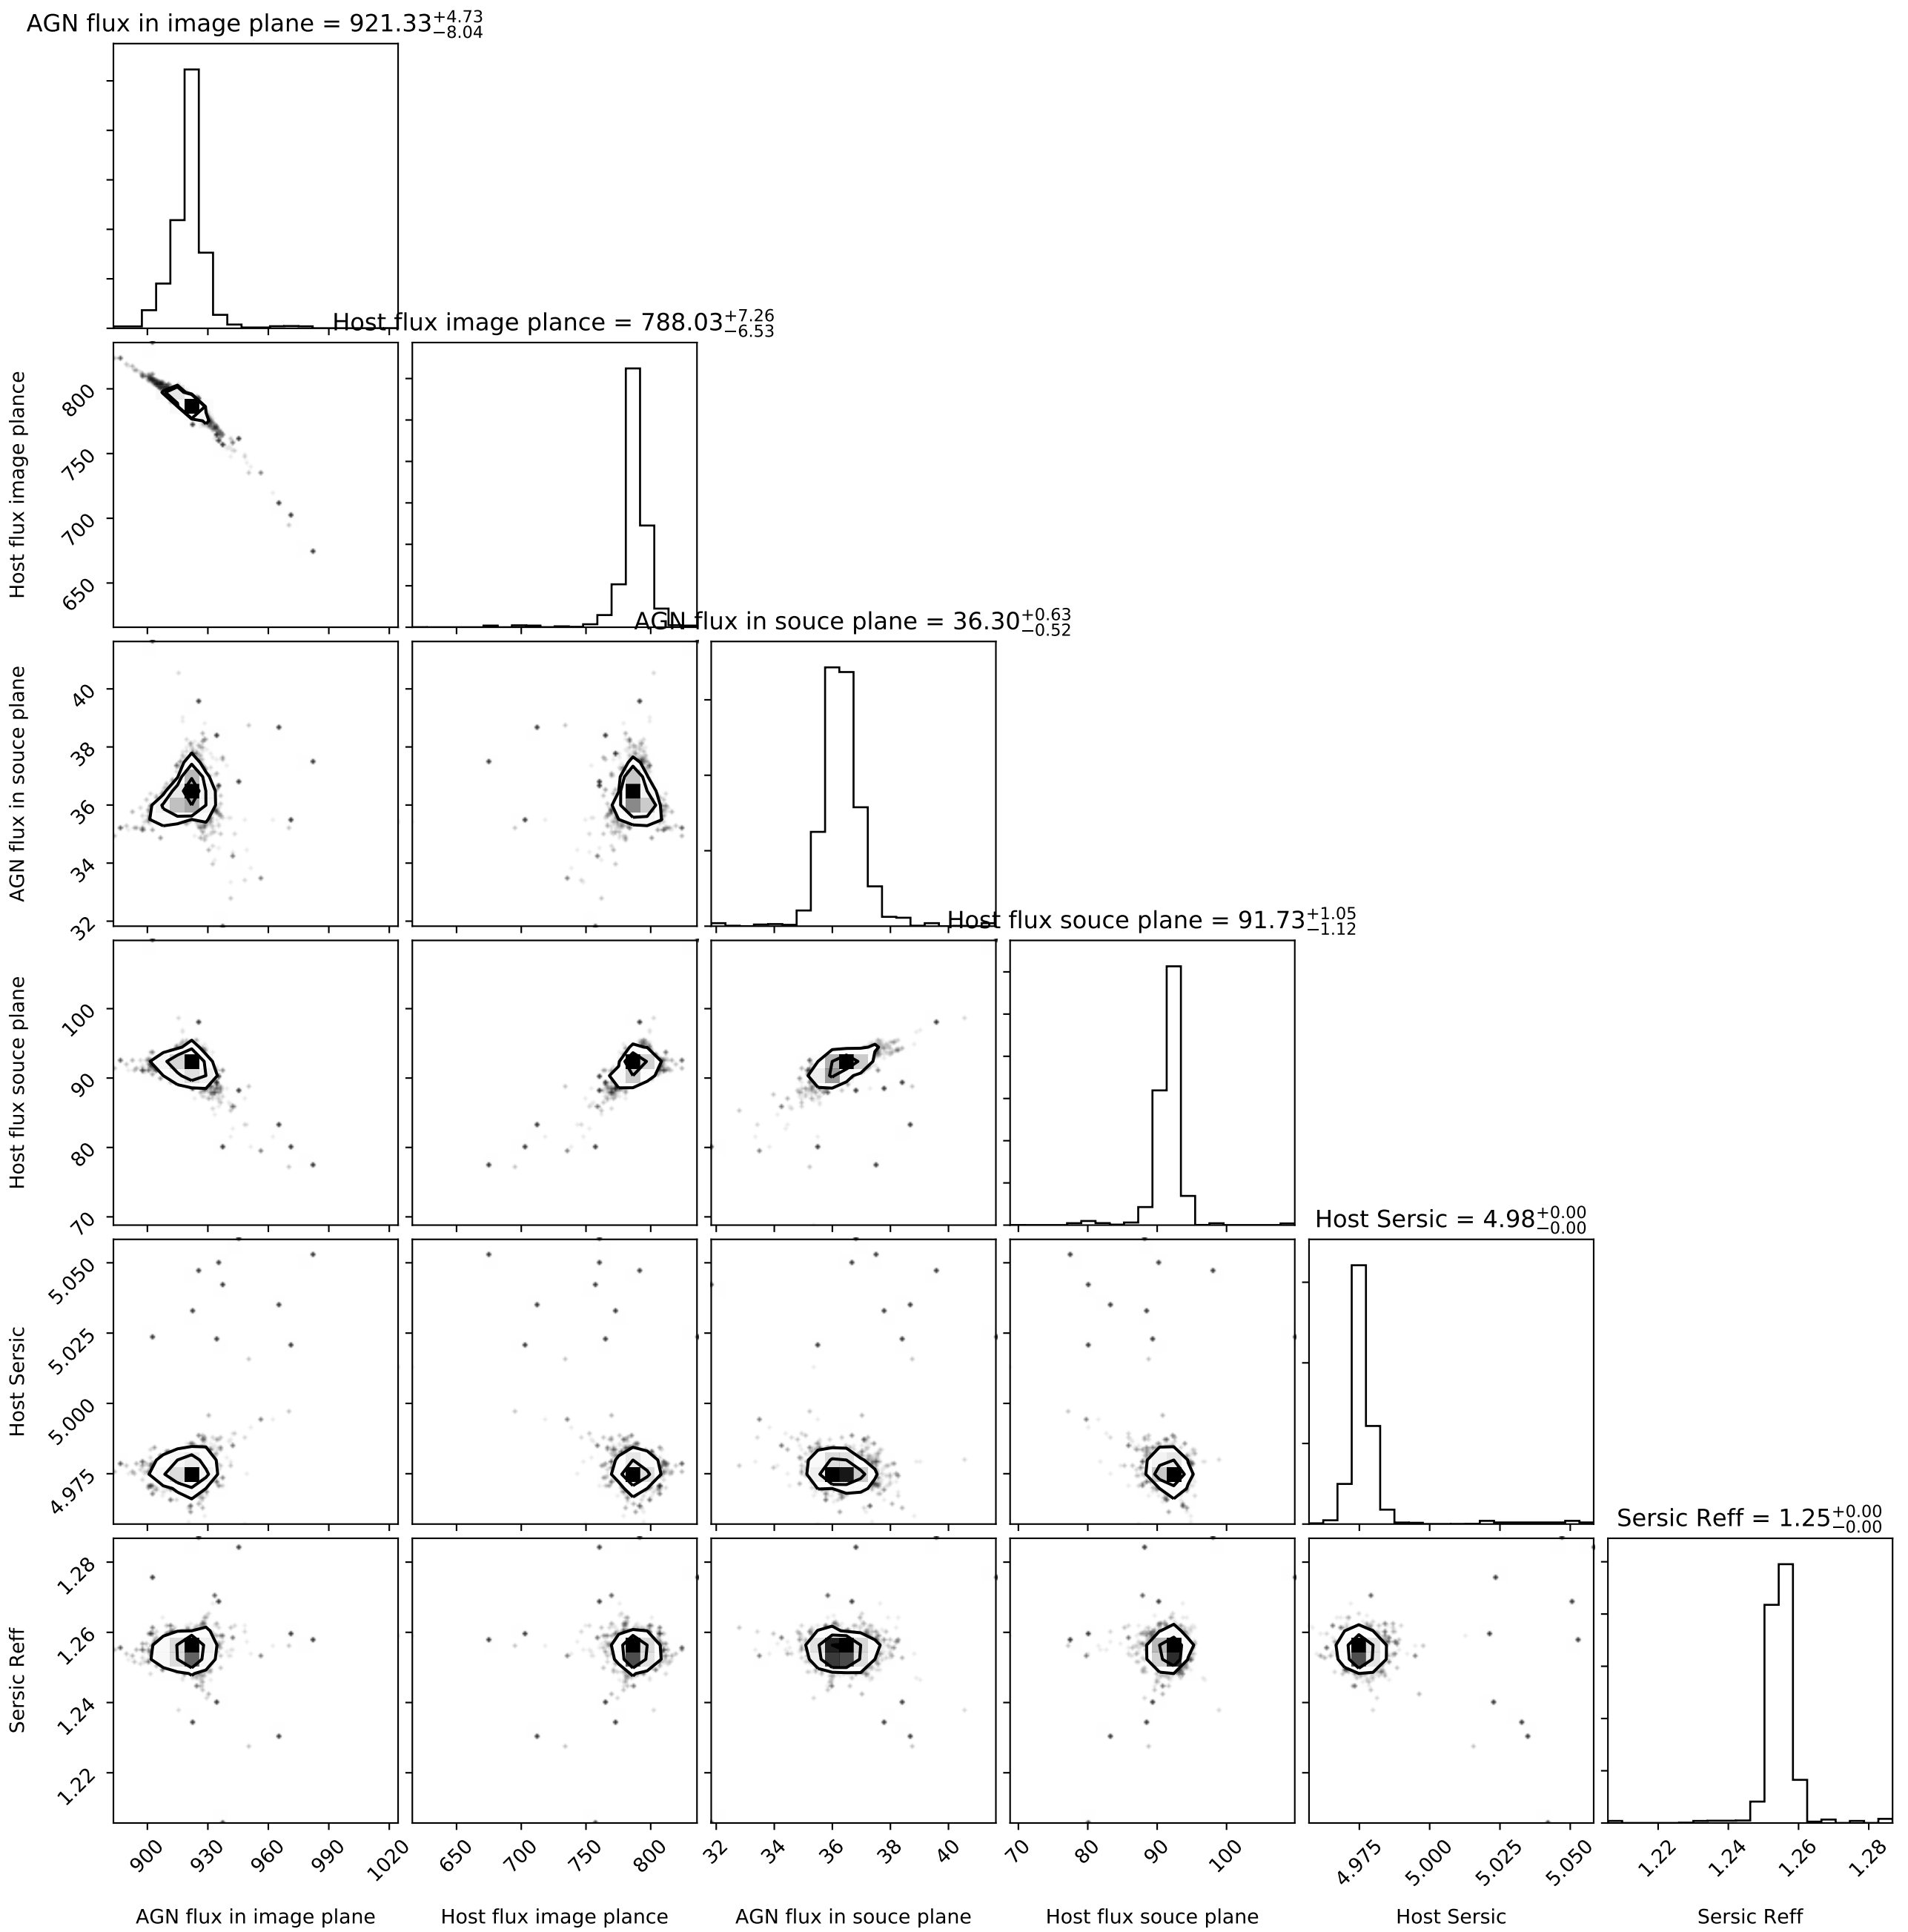 AGN flux in image plane = 921.33 +4.73 −8.04
Host flux image plance = 788.03 +7.26 −6.53
Host flux image plance
800
750
700
650
AGN flux in souce plane = 36.30 +0.63 −0.52
AGN flux in souce plane
40
38
36
34
32
Host flux souce plane = 91.73 +1.05 −1.12
Host flux souce plane
100
90
80
70
Host Sersic = 4.98 +0.00 −0.00
Host Sersic
5.050
5.025
5.000
4.975
Sersic Reff = 1.25 +0.00 −0.00
Sersic Reff
1.28
1.26
1.24
1.22
900 930 960 990 1020 650 700 750 800 32 34 36 38 40 70 80 90 100 4.975 5.000 5.025 5.050 1.22 1.24 1.26 1.28
AGN flux in image plane Host flux image plance AGN flux in souce plane Host flux souce plane Host Sersic Sersic Reff